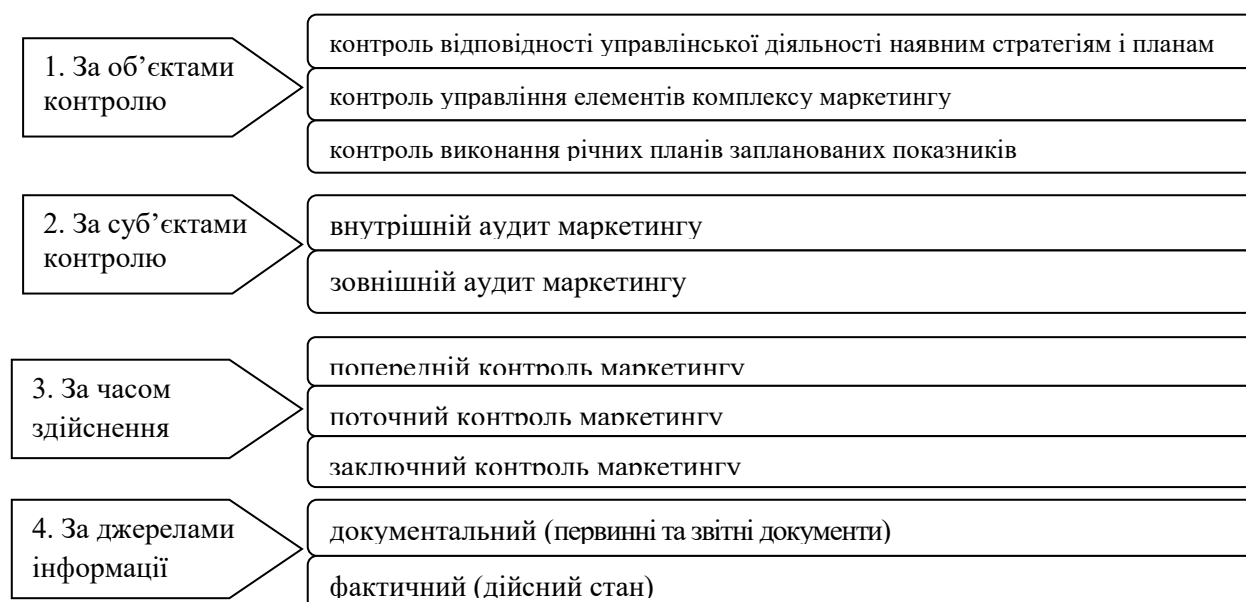 1. За об’єктами
контролю
контроль відповідності управлінської діяльності наявним стратегіям і планам
контроль управління елементів комплексу маркетингу
контроль виконання річних планів запланованих показників
2. За суб’єктами
контролю
внутрішній аудит маркетингу
зовнішній аудит маркетингу
3. За часом
здійснення
попередній контроль маркетингу
поточний контроль маркетингу
заключний контроль маркетингу
4. За джерелами
інформації
документальний (первинні та звітні документи)
фактичний (дійсний стан)